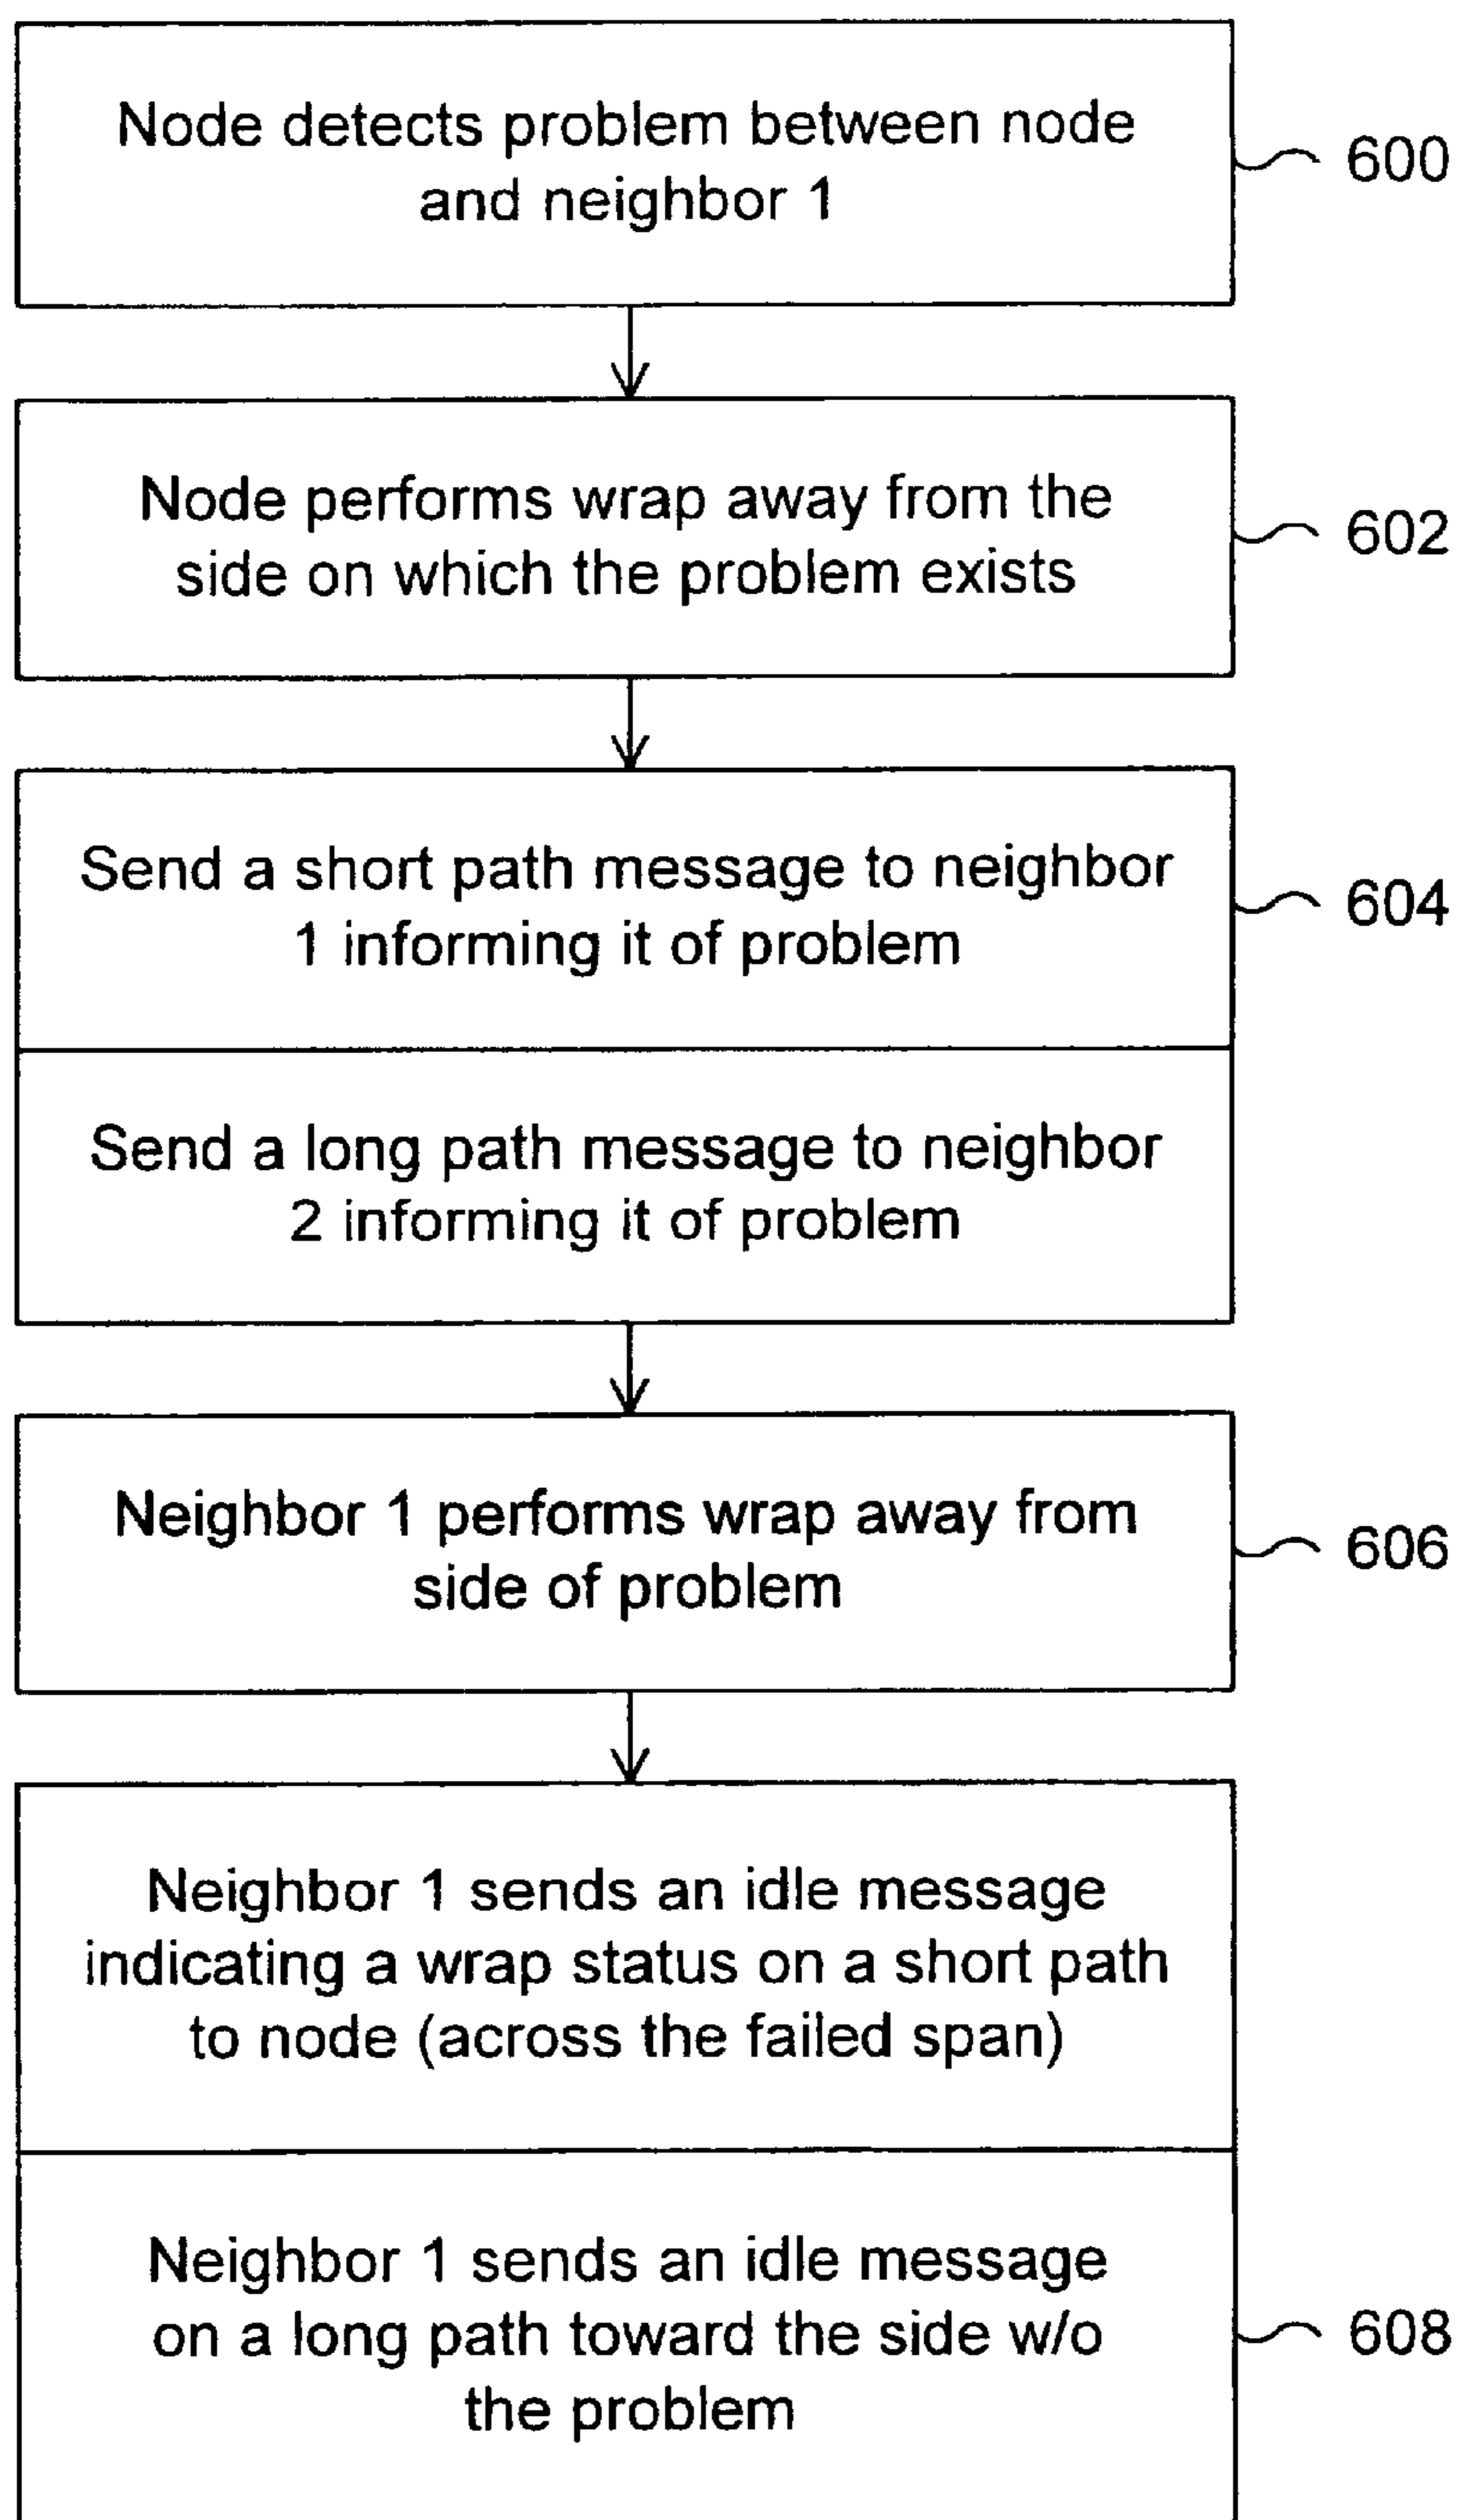 Node detects problem between node
and neighbor 1
600
Node performs wrap away from the
side on which the problem exists
602
Send a short path message to neighbor
1 informing it of problem
604
Send a long path message to neighbor
2 informing it of problem
Neighbor 1 performs wrap away from
side of problem
606
Neighbor 1 sends an idle message
indicating a wrap status on a short path
to node (across the failed span)
Neighbor 1 sends an idle message
on a long path toward the side w/o
the problem
608